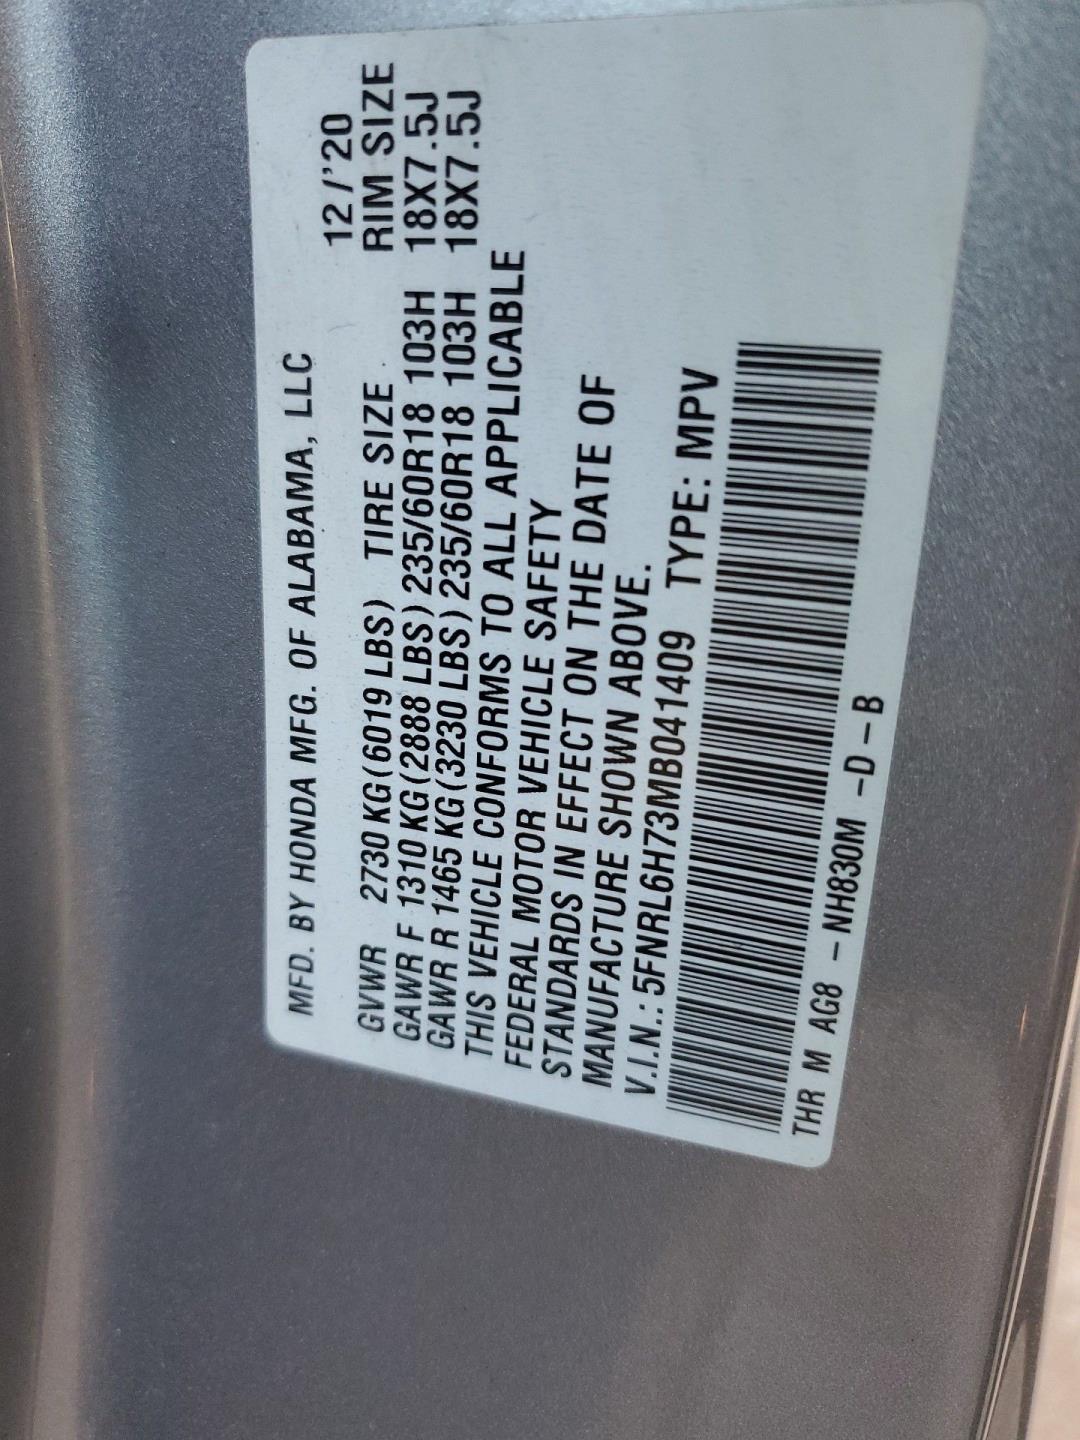 MFD. BY HONDA MFG. OF ALABAMA, LLC
12/'20
GVWR 2730 KG(6019 LBS) TIRE SIZE RIM SIZE
GAWR F 1310 KG(2888 LBS) 235/60R18 103H 18X7.5J
GAWR R 1465 KG(3230 LBS) 235/60R18 103H 18X7.5J
THIS VEHICLE CONFORMS TO ALL APPLICABLE
FEDERAL MOTOR VEHICLE SAFETY
STANDARDS IN EFFECT ON THE DATE OF
MANUFACTURE SHOWN ABOVE.
V.I.N.: 5FNRL6H73MB041409 TYPE: MPV
THR M AG8 - NH830M -D-B